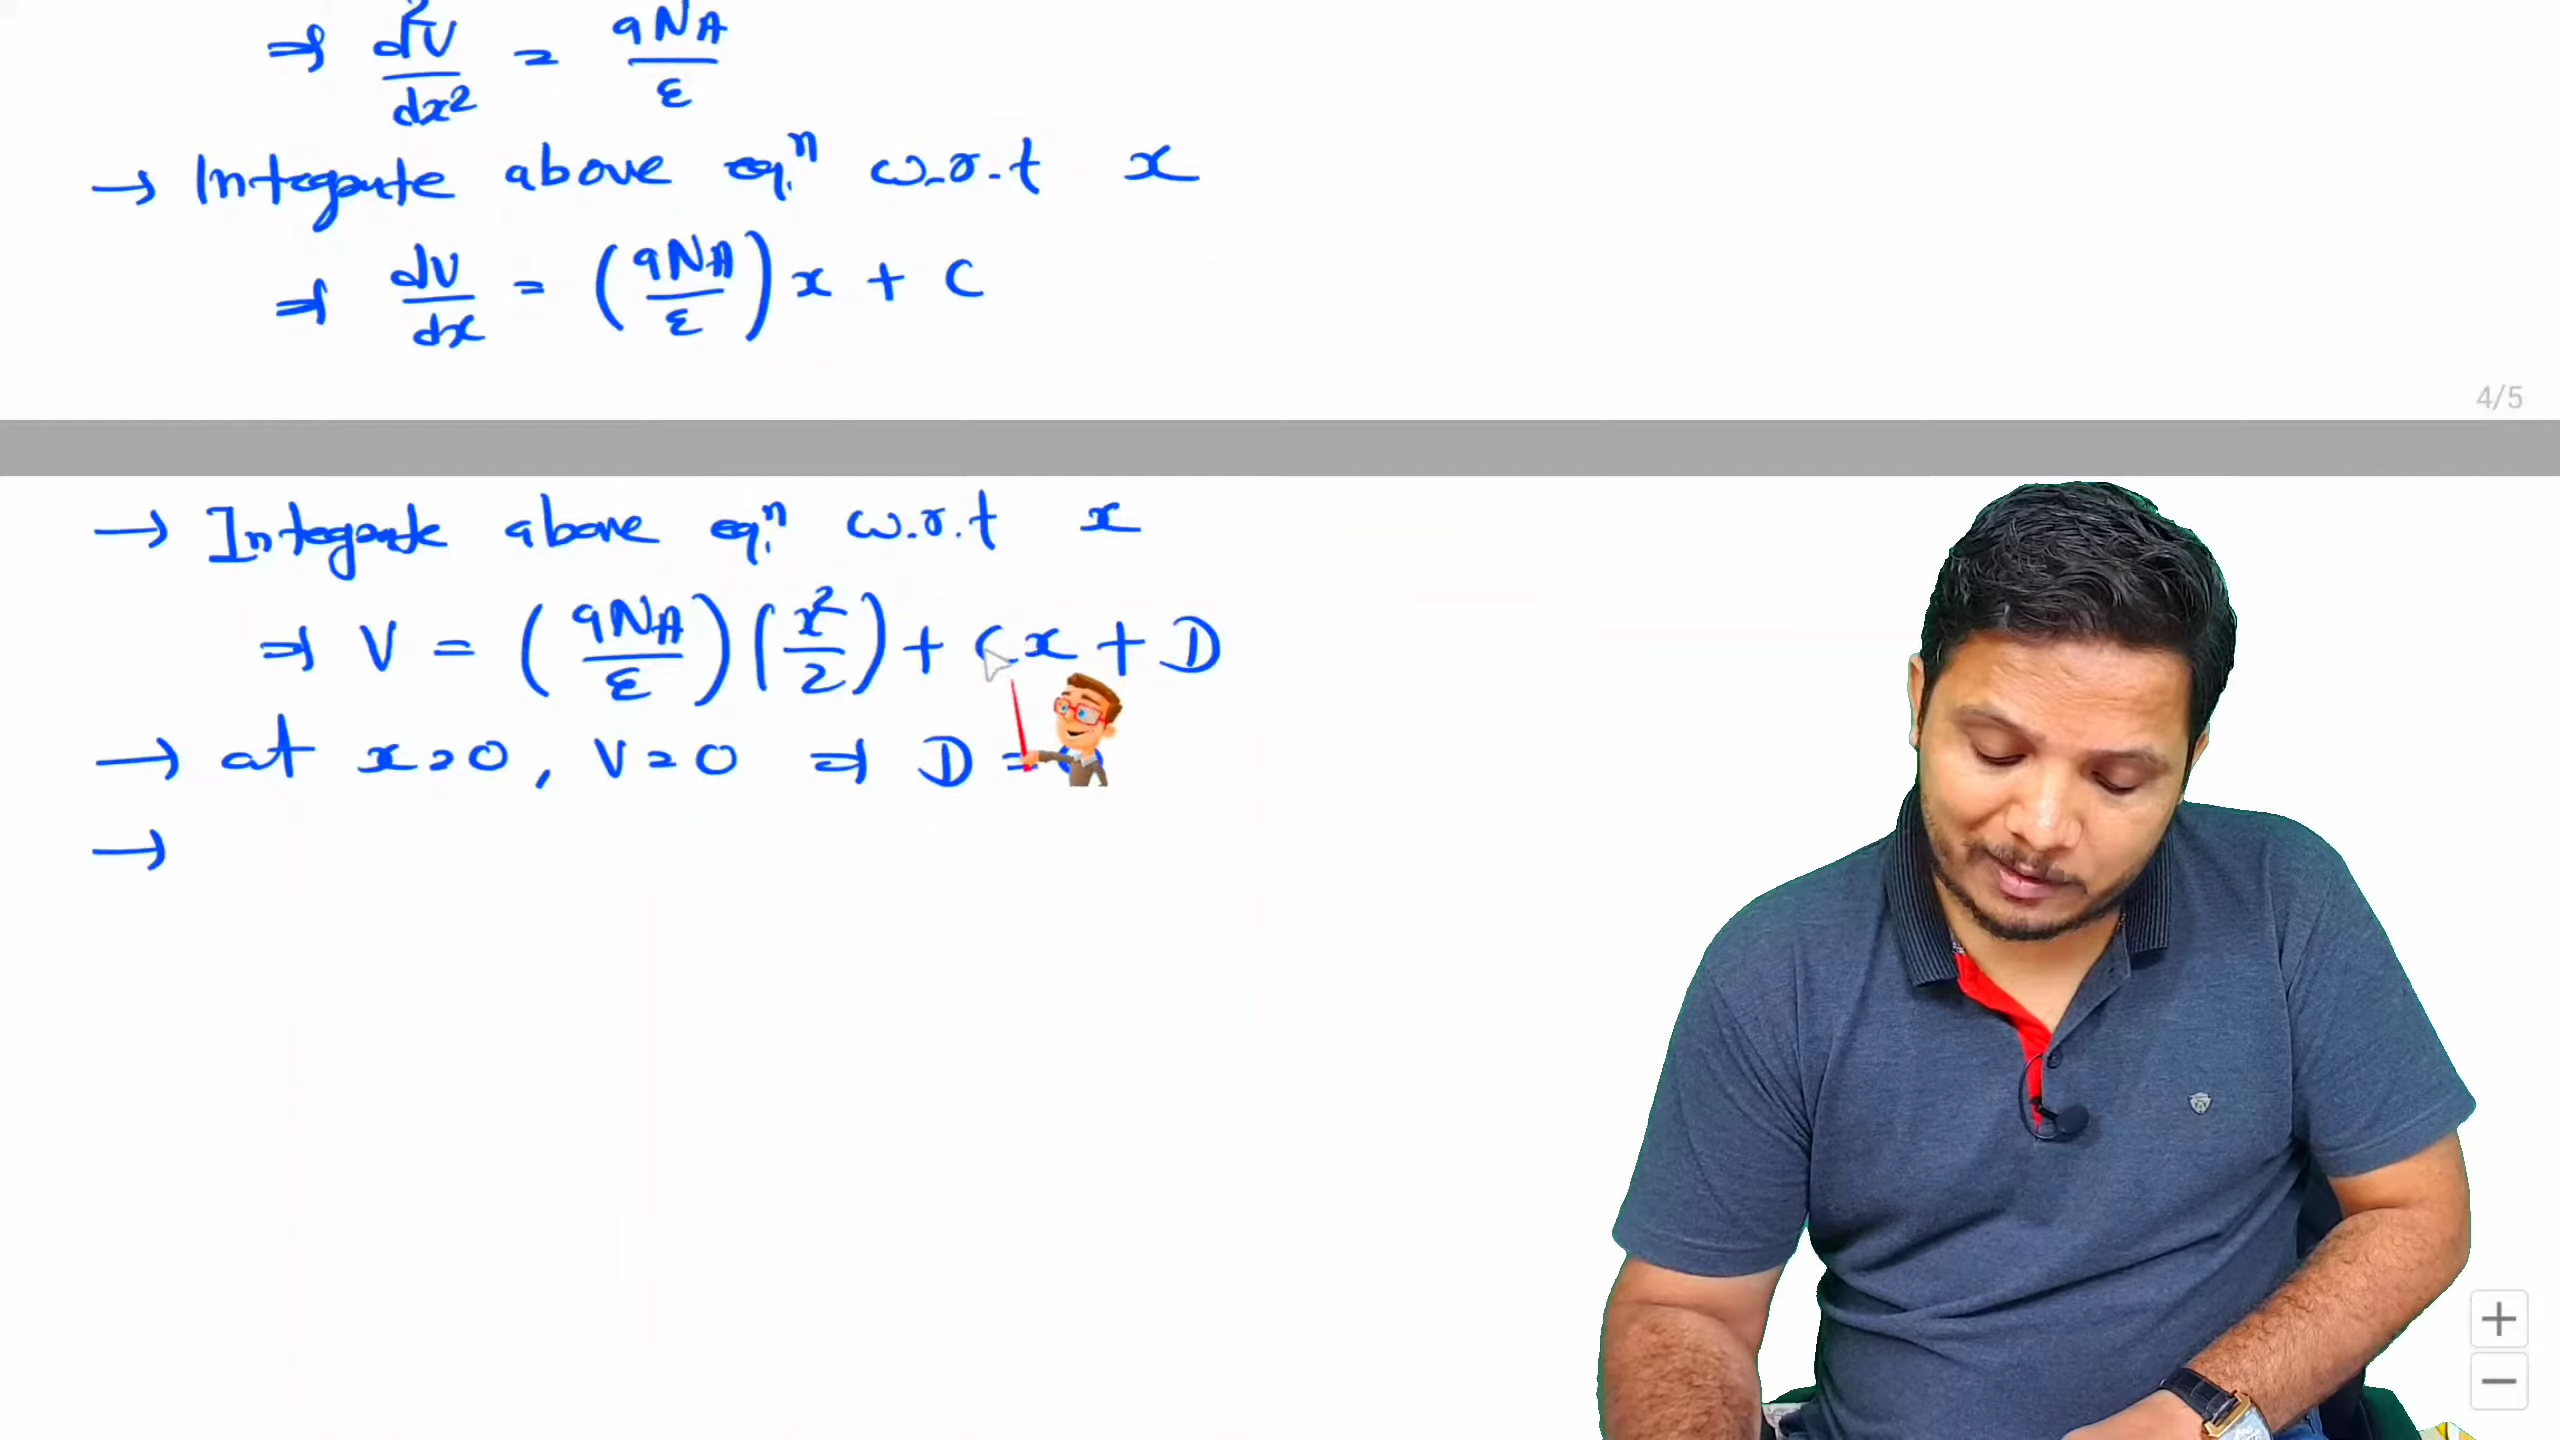 ⇒ d²V/dx² = qNA/ε
→ Integrate above eqⁿ w.r.t x
⇒ dV/dx = (qNA/ε)x + C
4/5
→ Integrate above eqⁿ w.r.t x
⇒ V = (qNA/ε)(x²/2) + Cx + D
→ at x=0, V=0 ⇒ D =
→